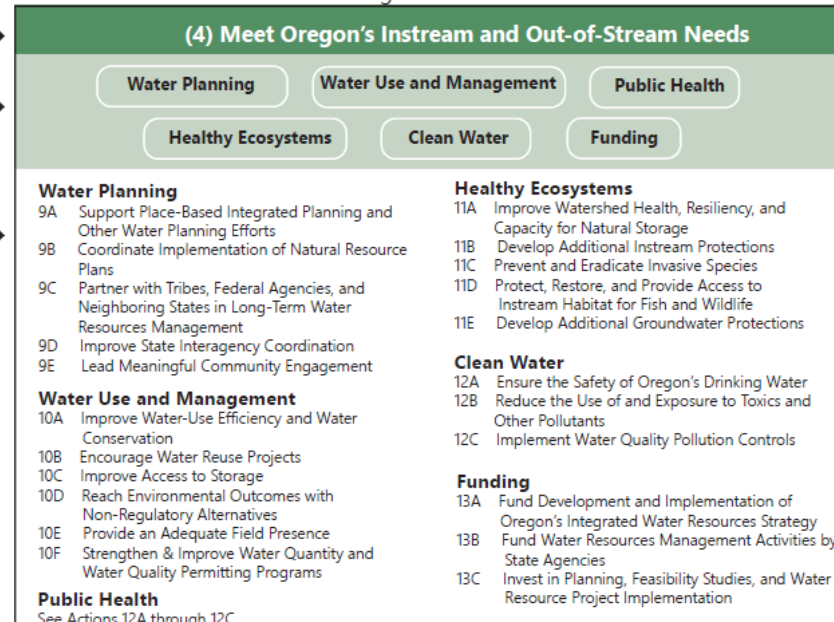 (4) Meet Oregon's Instream and Out-of-Stream Needs
Water Planning
Water Use and Management
Public Health
Healthy Ecosystems
Clean Water
Funding
Water Planning
9A Support Place-Based Integrated Planning and
Other Water Planning Efforts
9B Coordinate Implementation of Natural Resource
Plans
9C Partner with Tribes, Federal Agencies, and
Neighboring States in Long-Term Water
Resources Management
9D Improve State Interagency Coordination
9E Lead Meaningful Community Engagement
Water Use and Management
10A Improve Water-Use Efficiency and Water
Conservation
10B Encourage Water Reuse Projects
10C Improve Access to Storage
10D Reach Environmental Outcomes with
Non-Regulatory Alternatives
10E Provide an Adequate Field Presence
10F Strengthen & Improve Water Quantity and
Water Quality Permitting Programs
Public Health
See Actions 12A through 12C
Healthy Ecosystems
11A Improve Watershed Health, Resiliency, and
Capacity for Natural Storage
11B Develop Additional Instream Protections
11C Prevent and Eradicate Invasive Species
11D Protect, Restore, and Provide Access to
Instream Habitat for Fish and Wildlife
11E Develop Additional Groundwater Protections
Clean Water
12A Ensure the Safety of Oregon's Drinking Water
12B Reduce the Use of and Exposure to Toxics and
Other Pollutants
12C Implement Water Quality Pollution Controls
Funding
13A Fund Development and Implementation of
Oregon's Integrated Water Resources Strategy
13B Fund Water Resources Management Activities by
State Agencies
13C Invest in Planning, Feasibility Studies, and Water
Resource Project Implementation